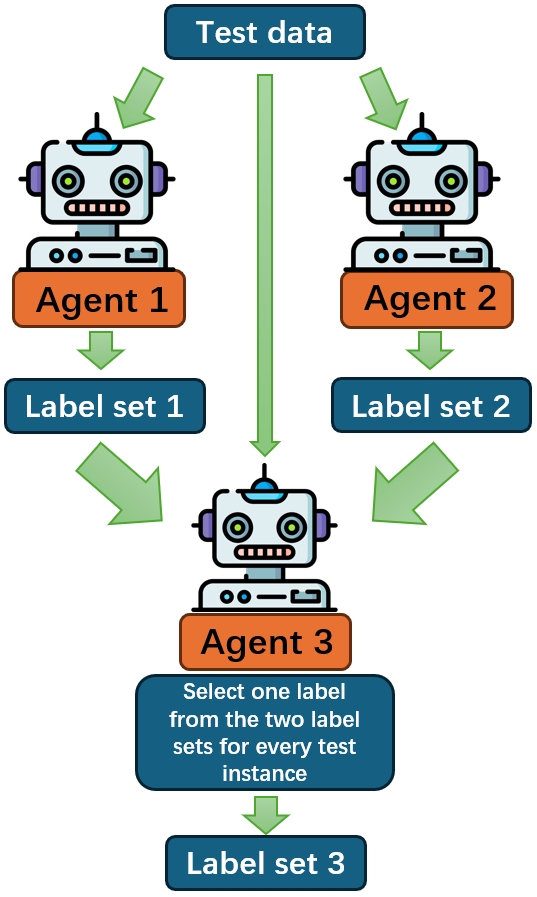 Test data
Agent 1
Agent 2
Label set 1
Label set 2
Agent 3
Select one label
from the two label
sets for every test
instance
Label set 3